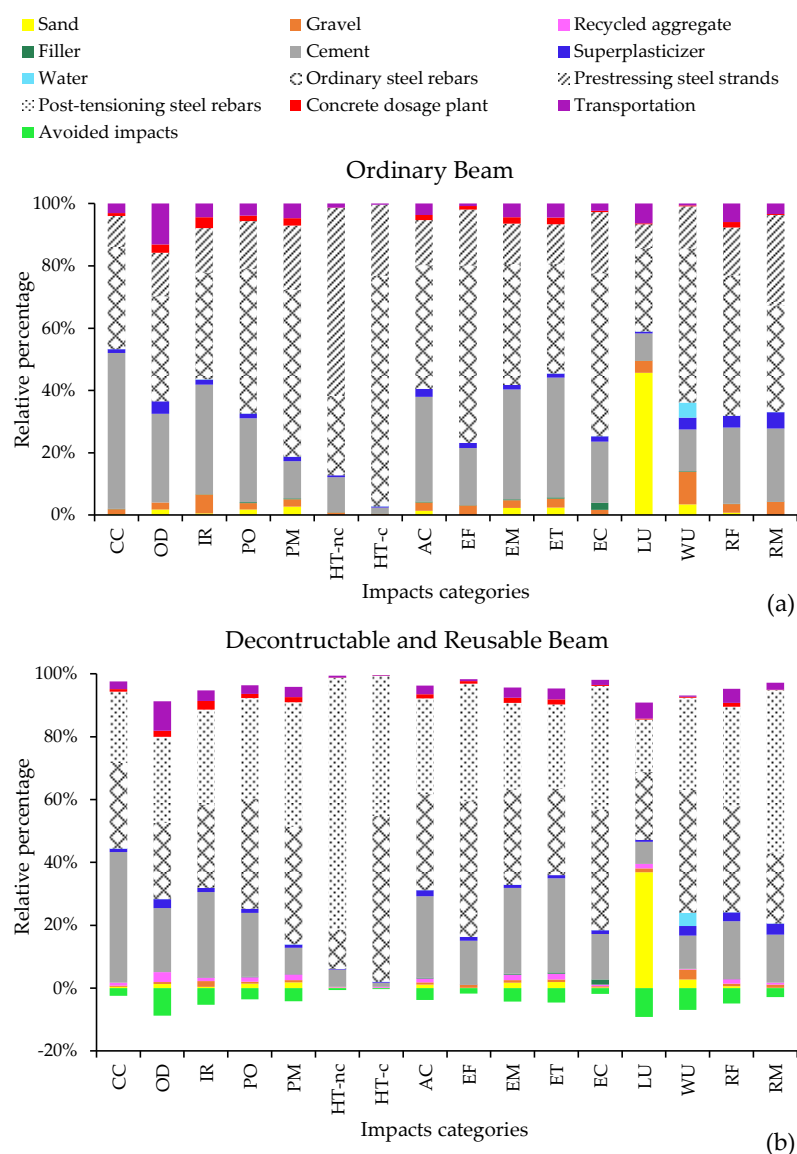 Sand Gravel Recycled aggregate
Filler Cement Superplasticizer
Water Ordinary steel rebars Prestressing steel strands
Post-tensioning steel rebars Concrete dosage plant Transportation
Avoided impacts
Ordinary Beam
100%
80%
60%
40%
20%
0%
Relative percentage
CC OD IR PO PM HT-nc HT-c AC EF EM ET EC LU WU RF RM
Impacts categories
(a)
Decontructable and Reusable Beam
100%
80%
60%
40%
20%
0%
-20%
Relative percentage
CC OD IR PO PM HT-nc HT-c AC EF EM ET EC LU WU RF RM
Impacts categories
(b)